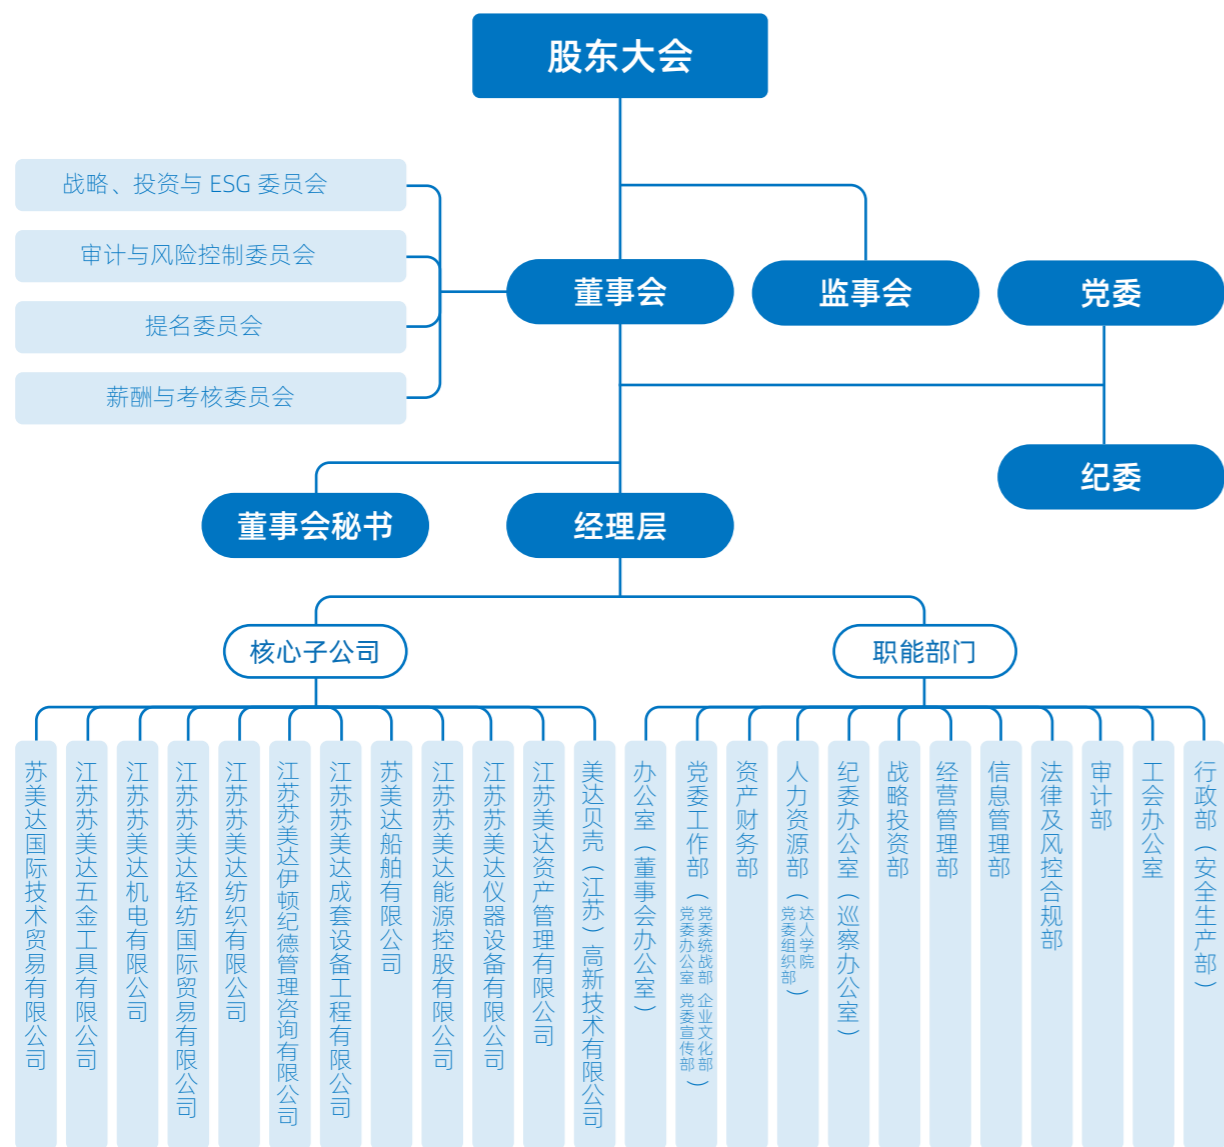 股东大会
战略、投资与 ESG 委员会
审计与风险控制委员会
提名委员会
薪酬与考核委员会
董事会
监事会
党委
纪委
董事会秘书
经理层
核心子公司
职能部门
苏美达国际技术贸易有限公司
江苏苏美达五金工具有限公司
江苏苏美达机电有限公司
江苏苏美达轻纺国际贸易有限公司
江苏苏美达纺织有限公司
江苏苏美达伊顿纪德管理咨询有限公司
江苏苏美达成套设备工程有限公司
苏美达船舶有限公司
江苏苏美达能源控股有限公司
江苏苏美达仪器设备有限公司
江苏美达资产管理有限公司
美达贝壳（江苏）高新技术有限公司
办公室（董事会办公室）
党委工作部（党委统战部 企业文化部
党委办公室 党委宣传部）
资产财务部
人力资源部（达人学院
党委组织部）
纪委办公室（巡察办公室）
战略投资部
经营管理部
信息管理部
法律及风控合规部
审计部
工会办公室
行政部（安全生产部）